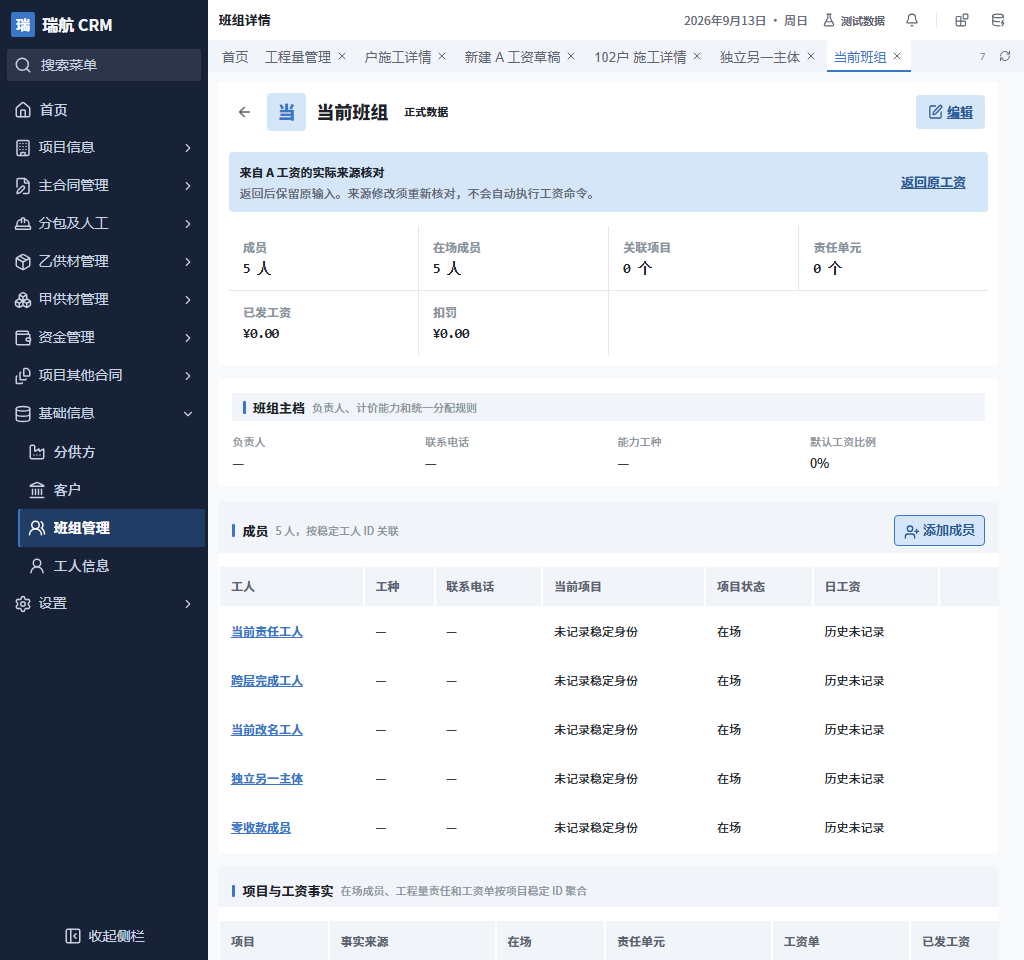 瑞 瑞航 CRM
搜索菜单
首页
项目信息
主合同管理
分包及人工
乙供材管理
甲供材管理
资金管理
项目其他合同
基础信息
分供方
客户
班组管理
工人信息
设置
收起侧栏
班组详情
2026年9月13日 · 周日 测试数据
首页 工程量管理 户施工详情 新建 A 工资草稿 102户 施工详情 独立另一主体 当前班组 7
当 当前班组 正式数据 编辑
来自 A 工资的实际来源核对
返回后保留原输入。来源修改须重新核对，不会自动执行工资命令。
返回原工资
成员 在场成员 关联项目 责任单元
5 人 5 人 0 个 0 个
已发工资 扣罚
¥0.00 ¥0.00
班组主档 负责人、计价能力和统一分配规则
负责人 联系电话 能力工种 默认工资比例
— — — 0%
成员 5 人，按稳定工人 ID 关联 添加成员
工人 工种 联系电话 当前项目 项目状态 日工资
当前责任工人 — — 未记录稳定身份 在场 历史未记录
跨层完成工人 — — 未记录稳定身份 在场 历史未记录
当前改名工人 — — 未记录稳定身份 在场 历史未记录
独立另一主体 — — 未记录稳定身份 在场 历史未记录
零收款成员 — — 未记录稳定身份 在场 历史未记录
项目与工资事实 在场成员、工程量责任和工资单按项目稳定 ID 聚合
项目 事实来源 在场 责任单元 工资单 已发工资